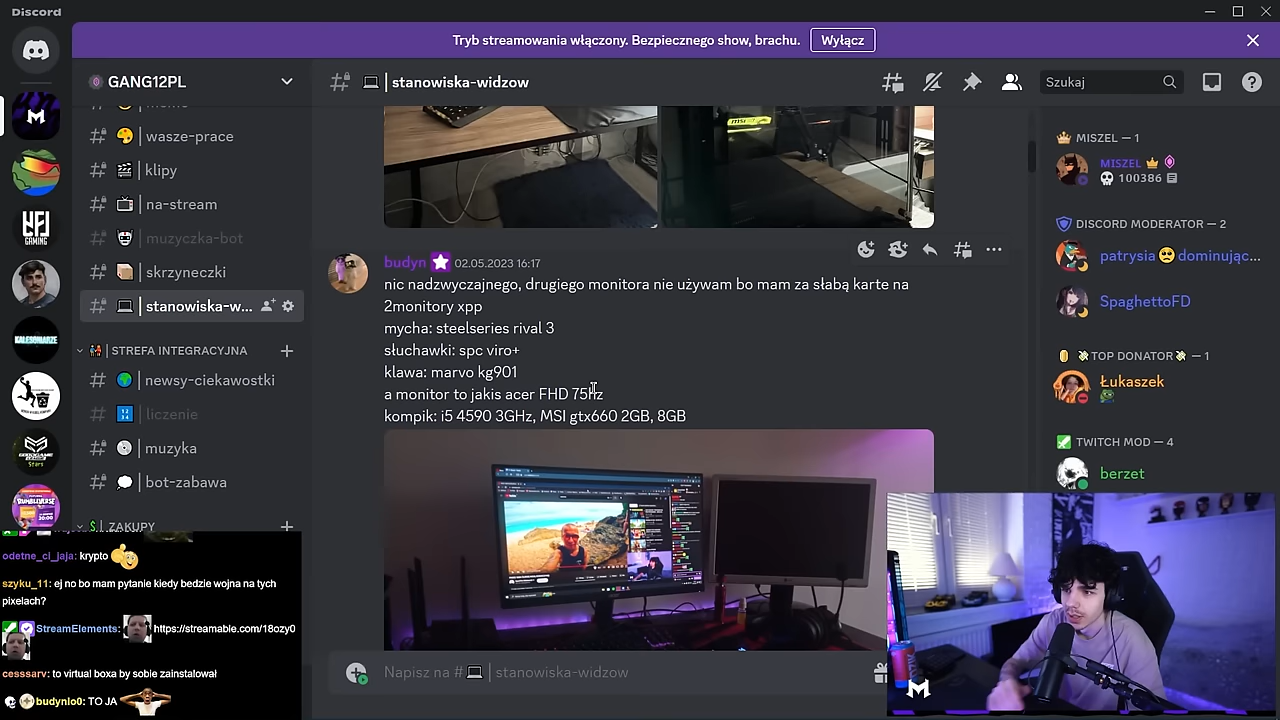 Discord
Tryb streamowania włączony. Bezpiecznego show, brachu.
Wyłącz
GANG12PL
| stanowiska-widzow
Szukaj
| wasze-prace
| klipy
| na-stream
| muzyczka-bot
| skrzyneczki
| stanowiska-w...
| STREFA INTEGRACYJNA
| newsy-ciekawostki
| liczenie
| muzyka
| bot-zabawa
| ZAKUPY
budyn 02.05.2023 16:17
nic nadzwyczajnego, drugiego monitora nie używam bo mam za słabą karte na
2monitory xpp
mycha: steelseries rival 3
słuchawki: spc viro+
klawa: marvo kg901
a monitor to jakis acer FHD 75Hz
kompik: i5 4590 3GHz, MSI gtx660 2GB, 8GB
Napisz na # | stanowiska-widzow
MISZEL — 1
MISZEL
100386
DISCORD MODERATOR — 2
patrysia dominując...
SpaghettoFD
TOP DONATOR — 1
Łukaszek
TWITCH MOD — 4
berzet
odetne_ci_jaja: krypto
szyku_11: ej no bo mam pytanie kiedy bedzie wojna na tych
pixelach?
StreamElements: https://streamable.com/18ozy0
cesssarv: to virtual boxa by sobie zainstalował
budynlo0: TO JA